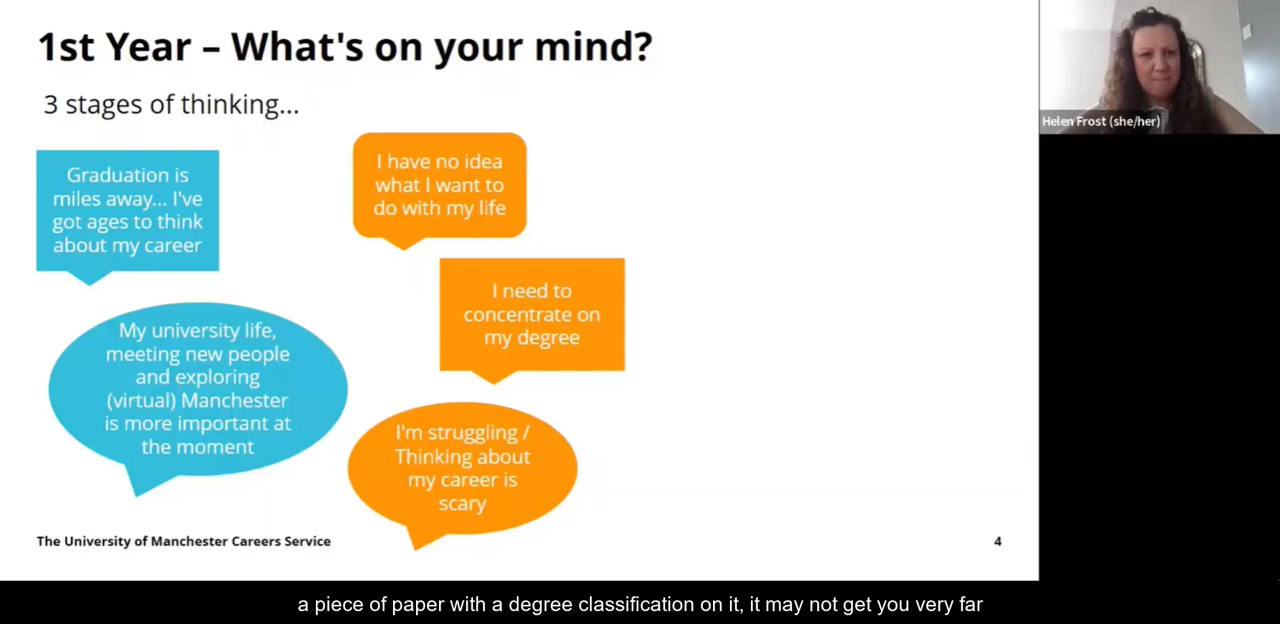 1st Year – What's on your mind?
3 stages of thinking...
Graduation is
miles away... I've
got ages to think
about my career
My university life,
meeting new people
and exploring
(virtual) Manchester
is more important at
the moment
I have no idea
what I want to
do with my life
I need to
concentrate on
my degree
I'm struggling /
Thinking about
my career is
scary
The University of Manchester Careers Service
4
Helen Frost (she/her)
a piece of paper with a degree classification on it, it may not get you very far